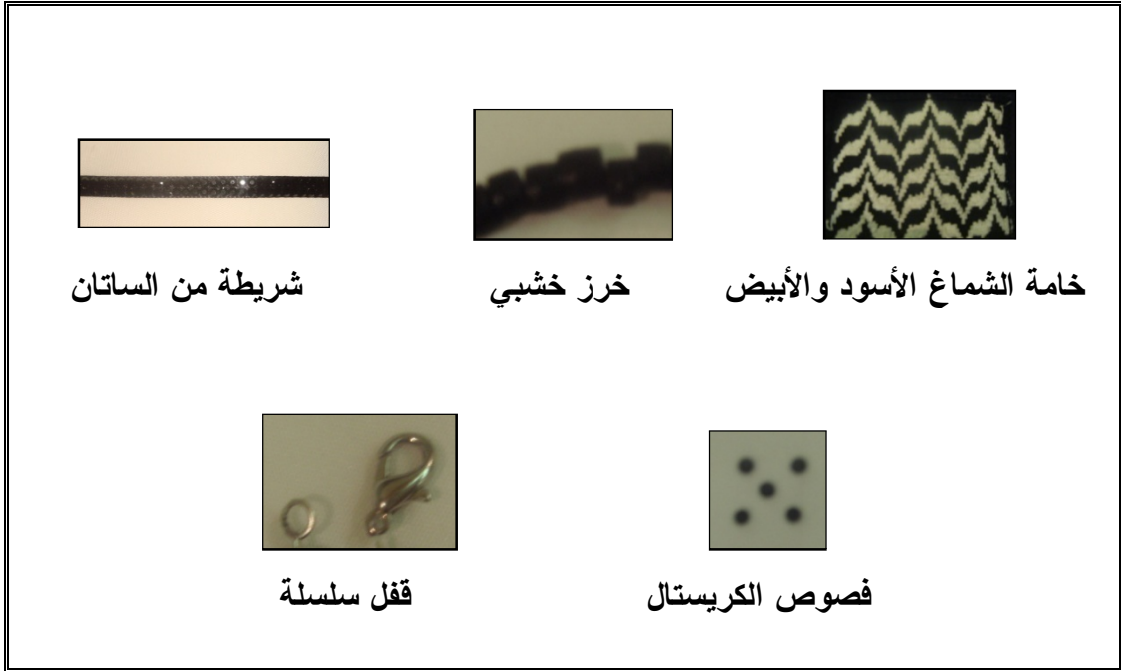 خامة الشماغ الأسود والأبيض
خرز خشبي
شريطة من الساتان
فصوص الكريستال
قفل سلسلة